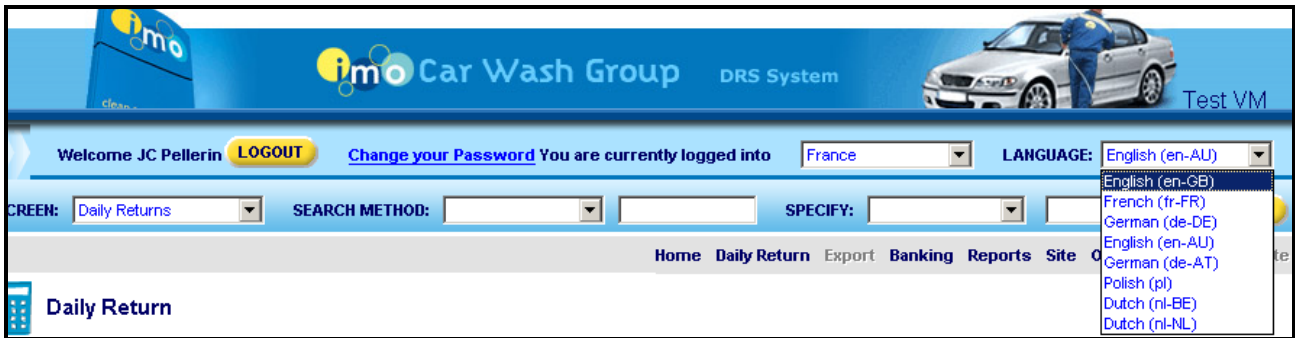 imo
clean
imo Car Wash Group DRS System
Test VM
Welcome JC Pellerin LOGOUT Change your Password You are currently logged into France LANGUAGE: English (en-AU)
English (en-GB)
French (fr-FR)
German (de-DE)
English (en-AU)
German (de-AT)
Polish (pl)
Dutch (nl-BE)
Dutch (nl-NL)
CREEN: Daily Returns SEARCH METHOD: SPECIFY:
Home Daily Return Export Banking Reports Site
Daily Return